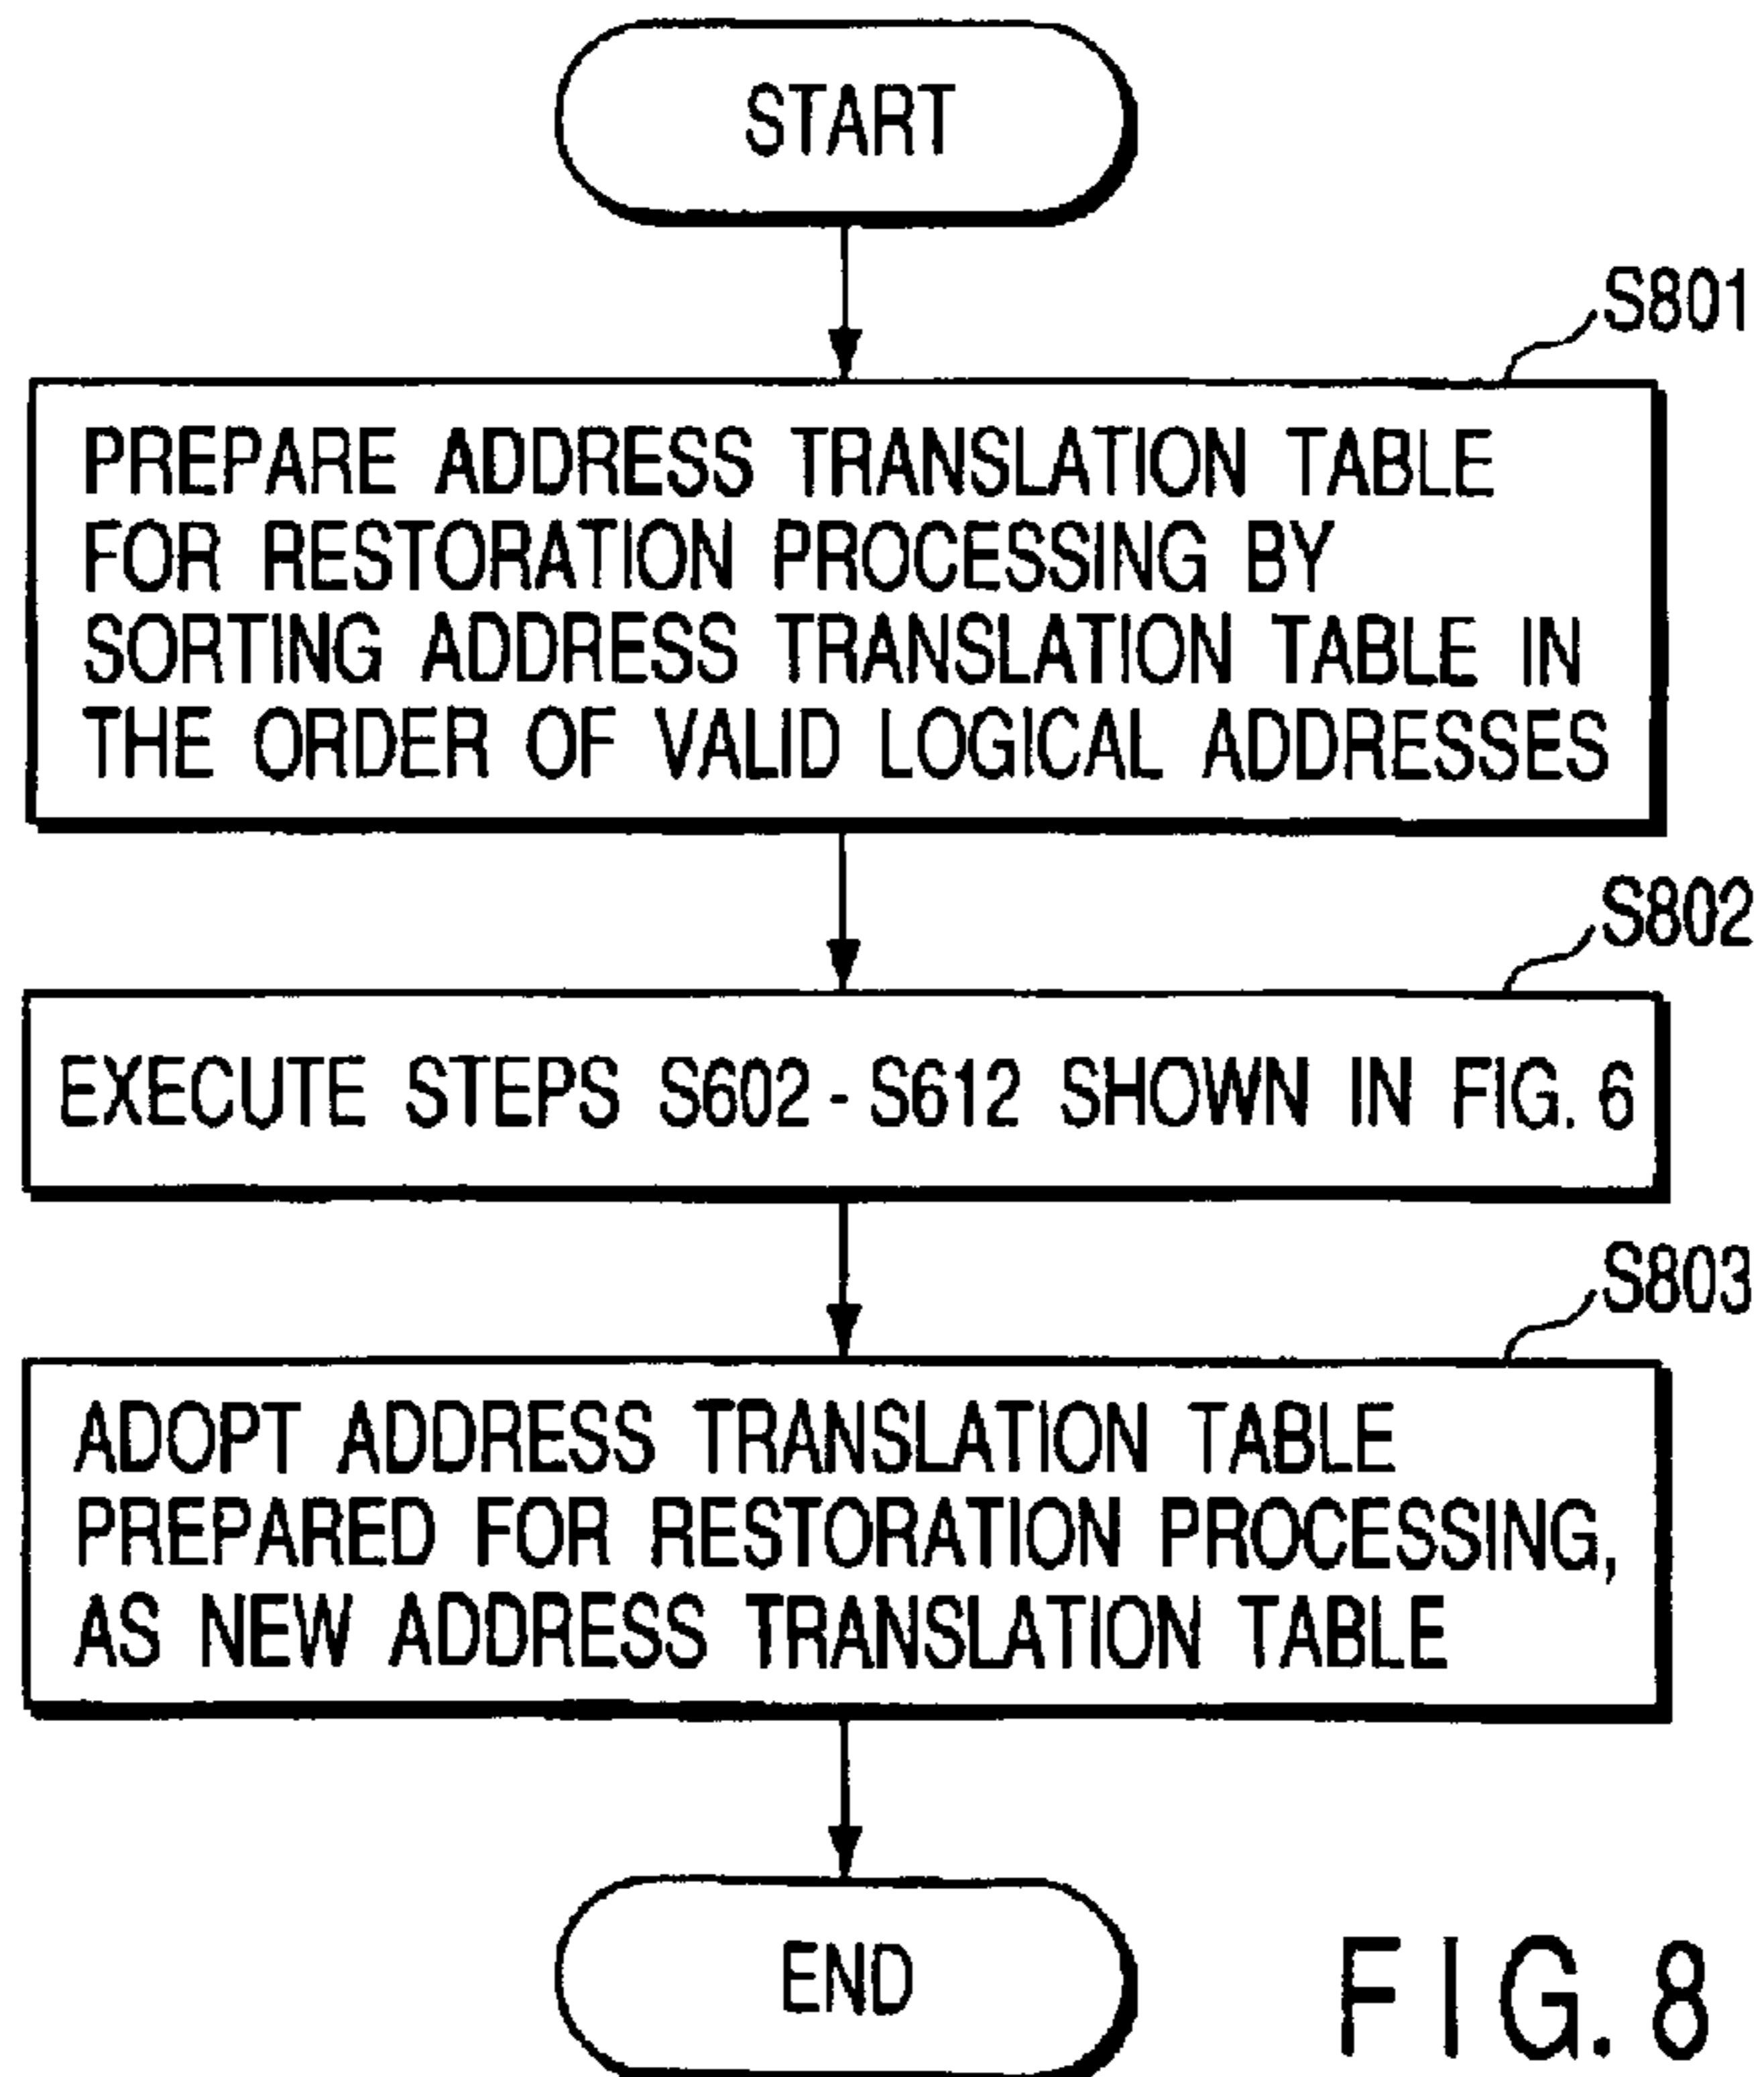 START
S801
PREPARE ADDRESS TRANSLATION TABLE
FOR RESTORATION PROCESSING BY
SORTING ADDRESS TRANSLATION TABLE IN
THE ORDER OF VALID LOGICAL ADDRESSES
S802
EXECUTE STEPS S602 - S612 SHOWN IN FIG. 6
S803
ADOPT ADDRESS TRANSLATION TABLE
PREPARED FOR RESTORATION PROCESSING,
AS NEW ADDRESS TRANSLATION TABLE
END
FIG. 8